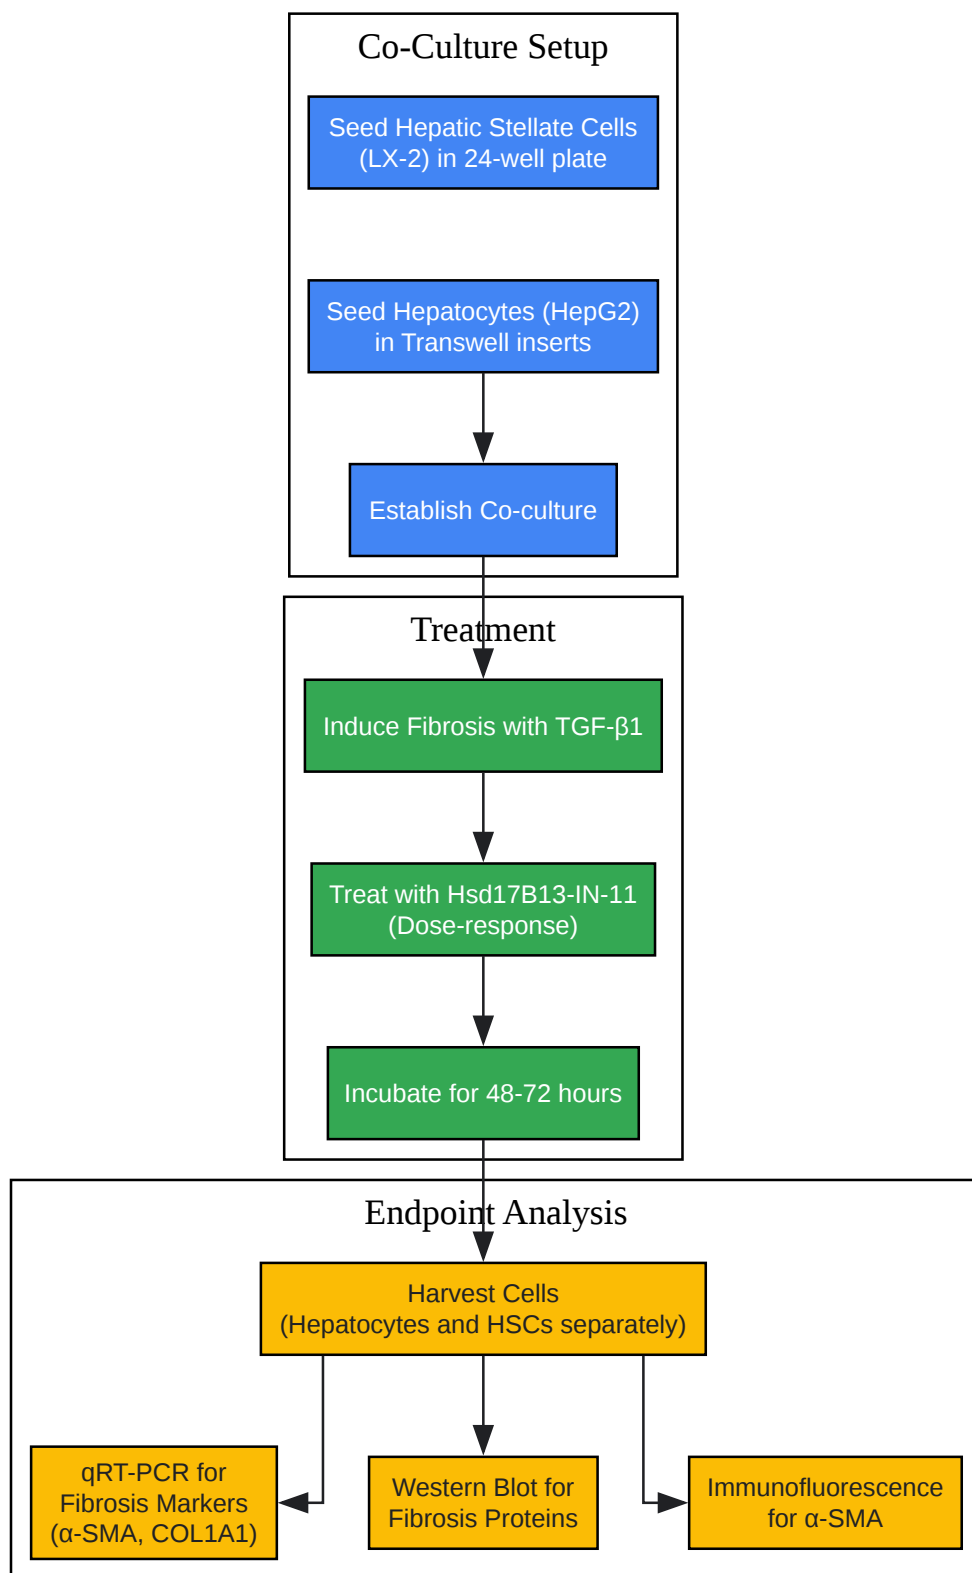 Co-Culture Setup
Seed Hepatic Stellate Cells
(LX-2) in 24-well plate
Seed Hepatocytes (HepG2)
in Transwell inserts
Establish Co-culture
Treatment
Induce Fibrosis with TGF-β1
Treat with Hsd17B13-IN-11
(Dose-response)
Incubate for 48-72 hours
Endpoint Analysis
Harvest Cells
(Hepatocytes and HSCs separately)
qRT-PCR for
Fibrosis Markers
(α-SMA, COL1A1)
Western Blot for
Fibrosis Proteins
Immunofluorescence
for α-SMA